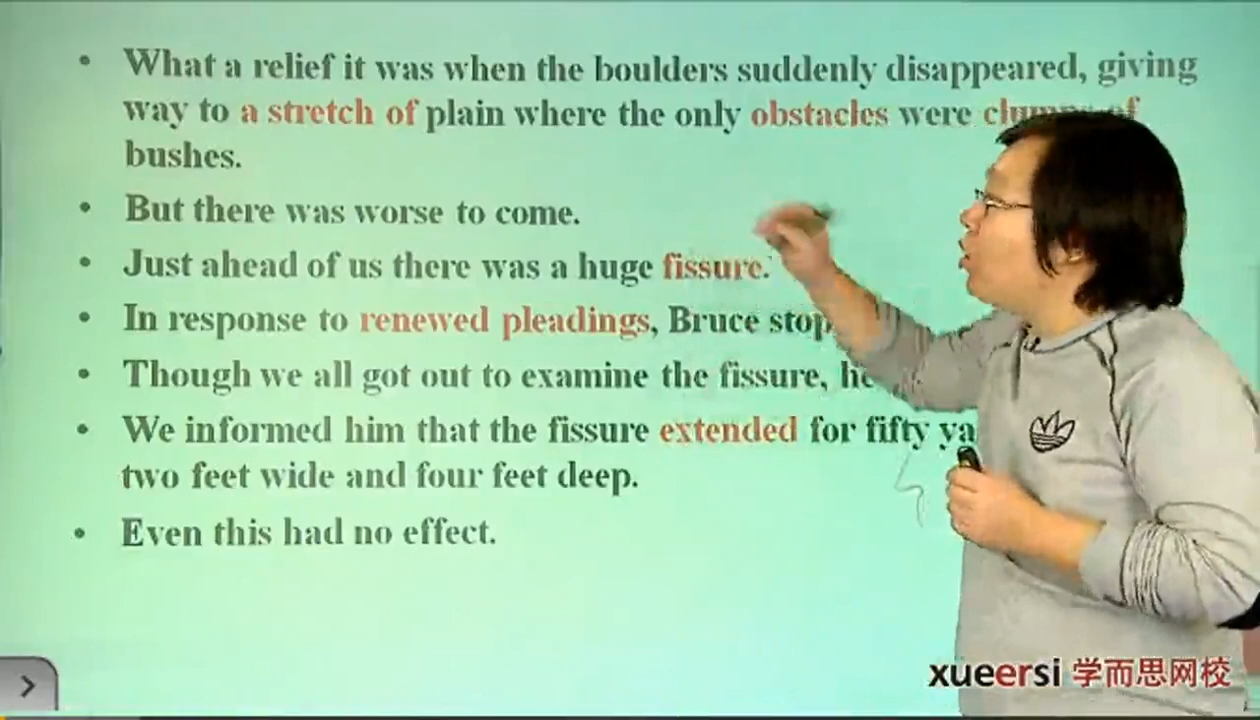 • What a relief it was when the boulders suddenly disappeared, giving
way to a stretch of plain where the only obstacles were clumps of
bushes.
• But there was worse to come.
• Just ahead of us there was a huge fissure.
• In response to renewed pleadings, Bruce stop
• Though we all got out to examine the fissure, he
• We informed him that the fissure extended for fifty ya
two feet wide and four feet deep.
• Even this had no effect.
xueersi 学而思网校